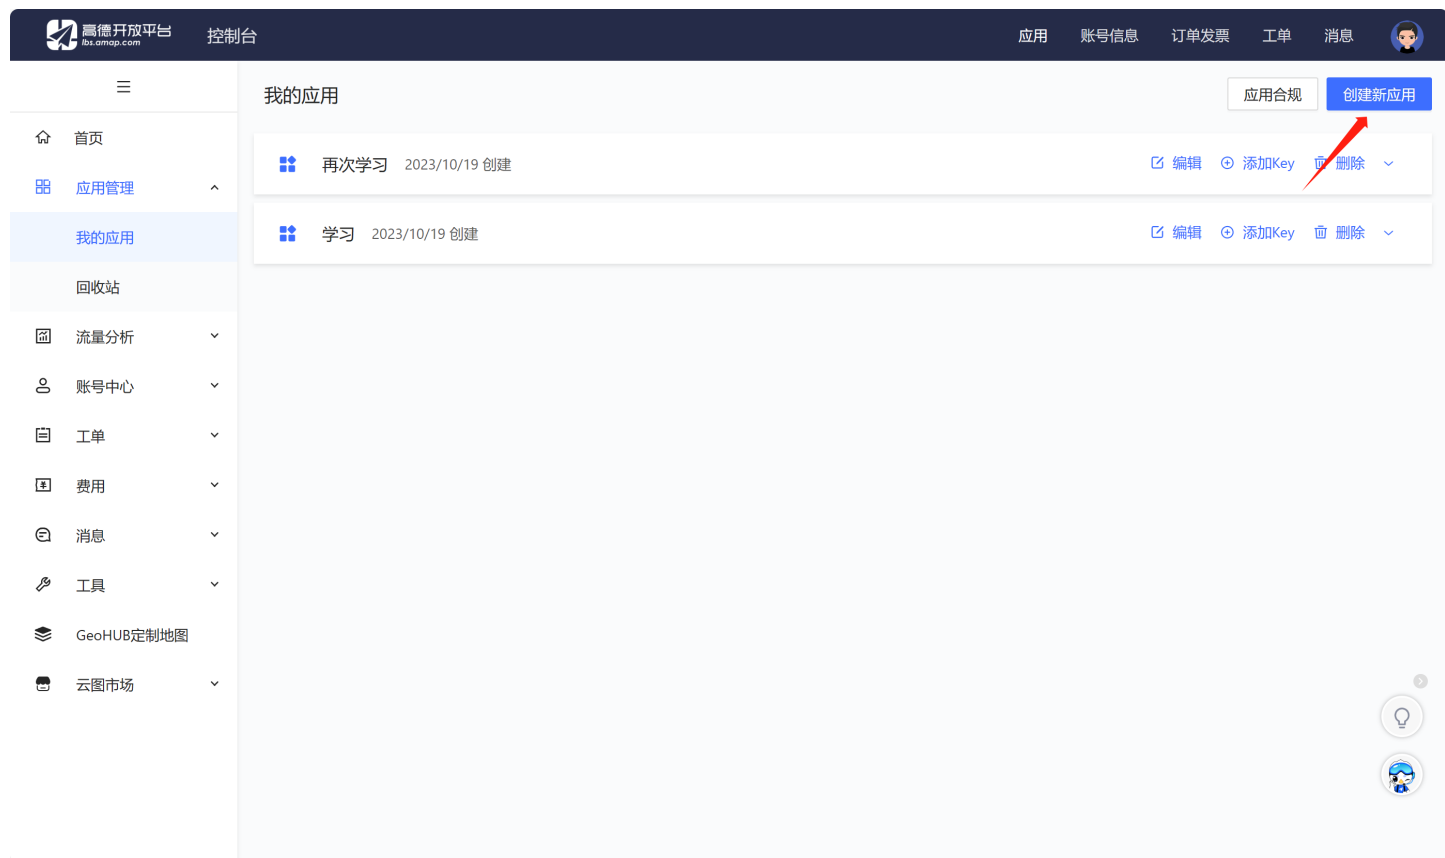 高德开放平台
lbs.amap.com
控制台
应用
账号信息
订单发票
工单
消息
首页
应用管理
我的应用
回收站
流量分析
账号中心
工单
费用
消息
工具
GeoHUB定制地图
云图市场
我的应用
应用合规
创建新应用
再次学习 2023/10/19 创建
编辑 添加Key 删除
学习 2023/10/19 创建
编辑 添加Key 删除